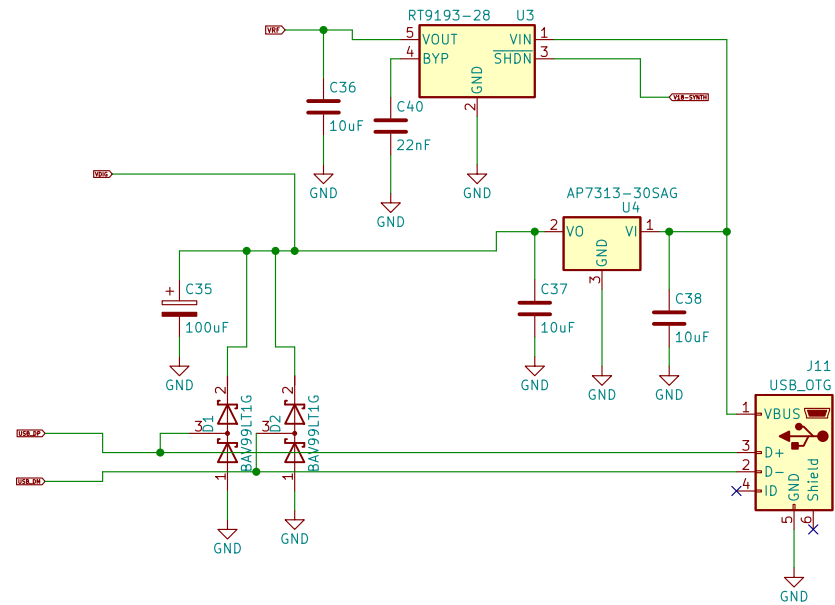 RT9193-28 U3
VRF
5 VOUT VIN 1
4 BYP SHDN 3
GND
2
C36
10uF
C40
22nF
V18-SYNTH
GND
GND
GND
VDIG
AP7313-30SAG
U4
2 VO VI 1
GND
3
+ C35
100uF
C37
10uF
C38
10uF
GND
GND
GND
GND
J11
USB_OTG
2
3
D1
BAV99LT1G
1
2
3
D2
BAV99LT1G
1
1 VBUS
USB_DP
3 D+
2 D-
USB_DM
4 ID
GND
Shield
5
6
GND
GND
GND